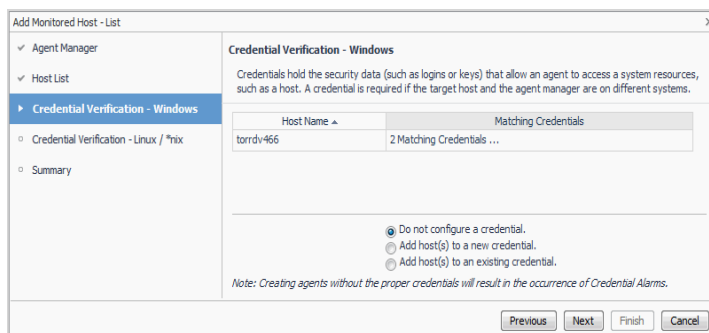 Add Monitored Host - List
Agent Manager
Host List
Credential Verification - Windows
Credential Verification - Linux / *nix
Summary
Credential Verification - Windows
Credentials hold the security data (such as logins or keys) that allow an agent to access a system resources,
such as a host. A credential is required if the target host and the agent manager are on different systems.
Host Name Matching Credentials
torrdv466 2 Matching Credentials ...
Do not configure a credential.
Add host(s) to a new credential.
Add host(s) to an existing credential.
Note: Creating agents without the proper credentials will result in the occurrence of Credential Alarms.
Previous Next Finish Cancel